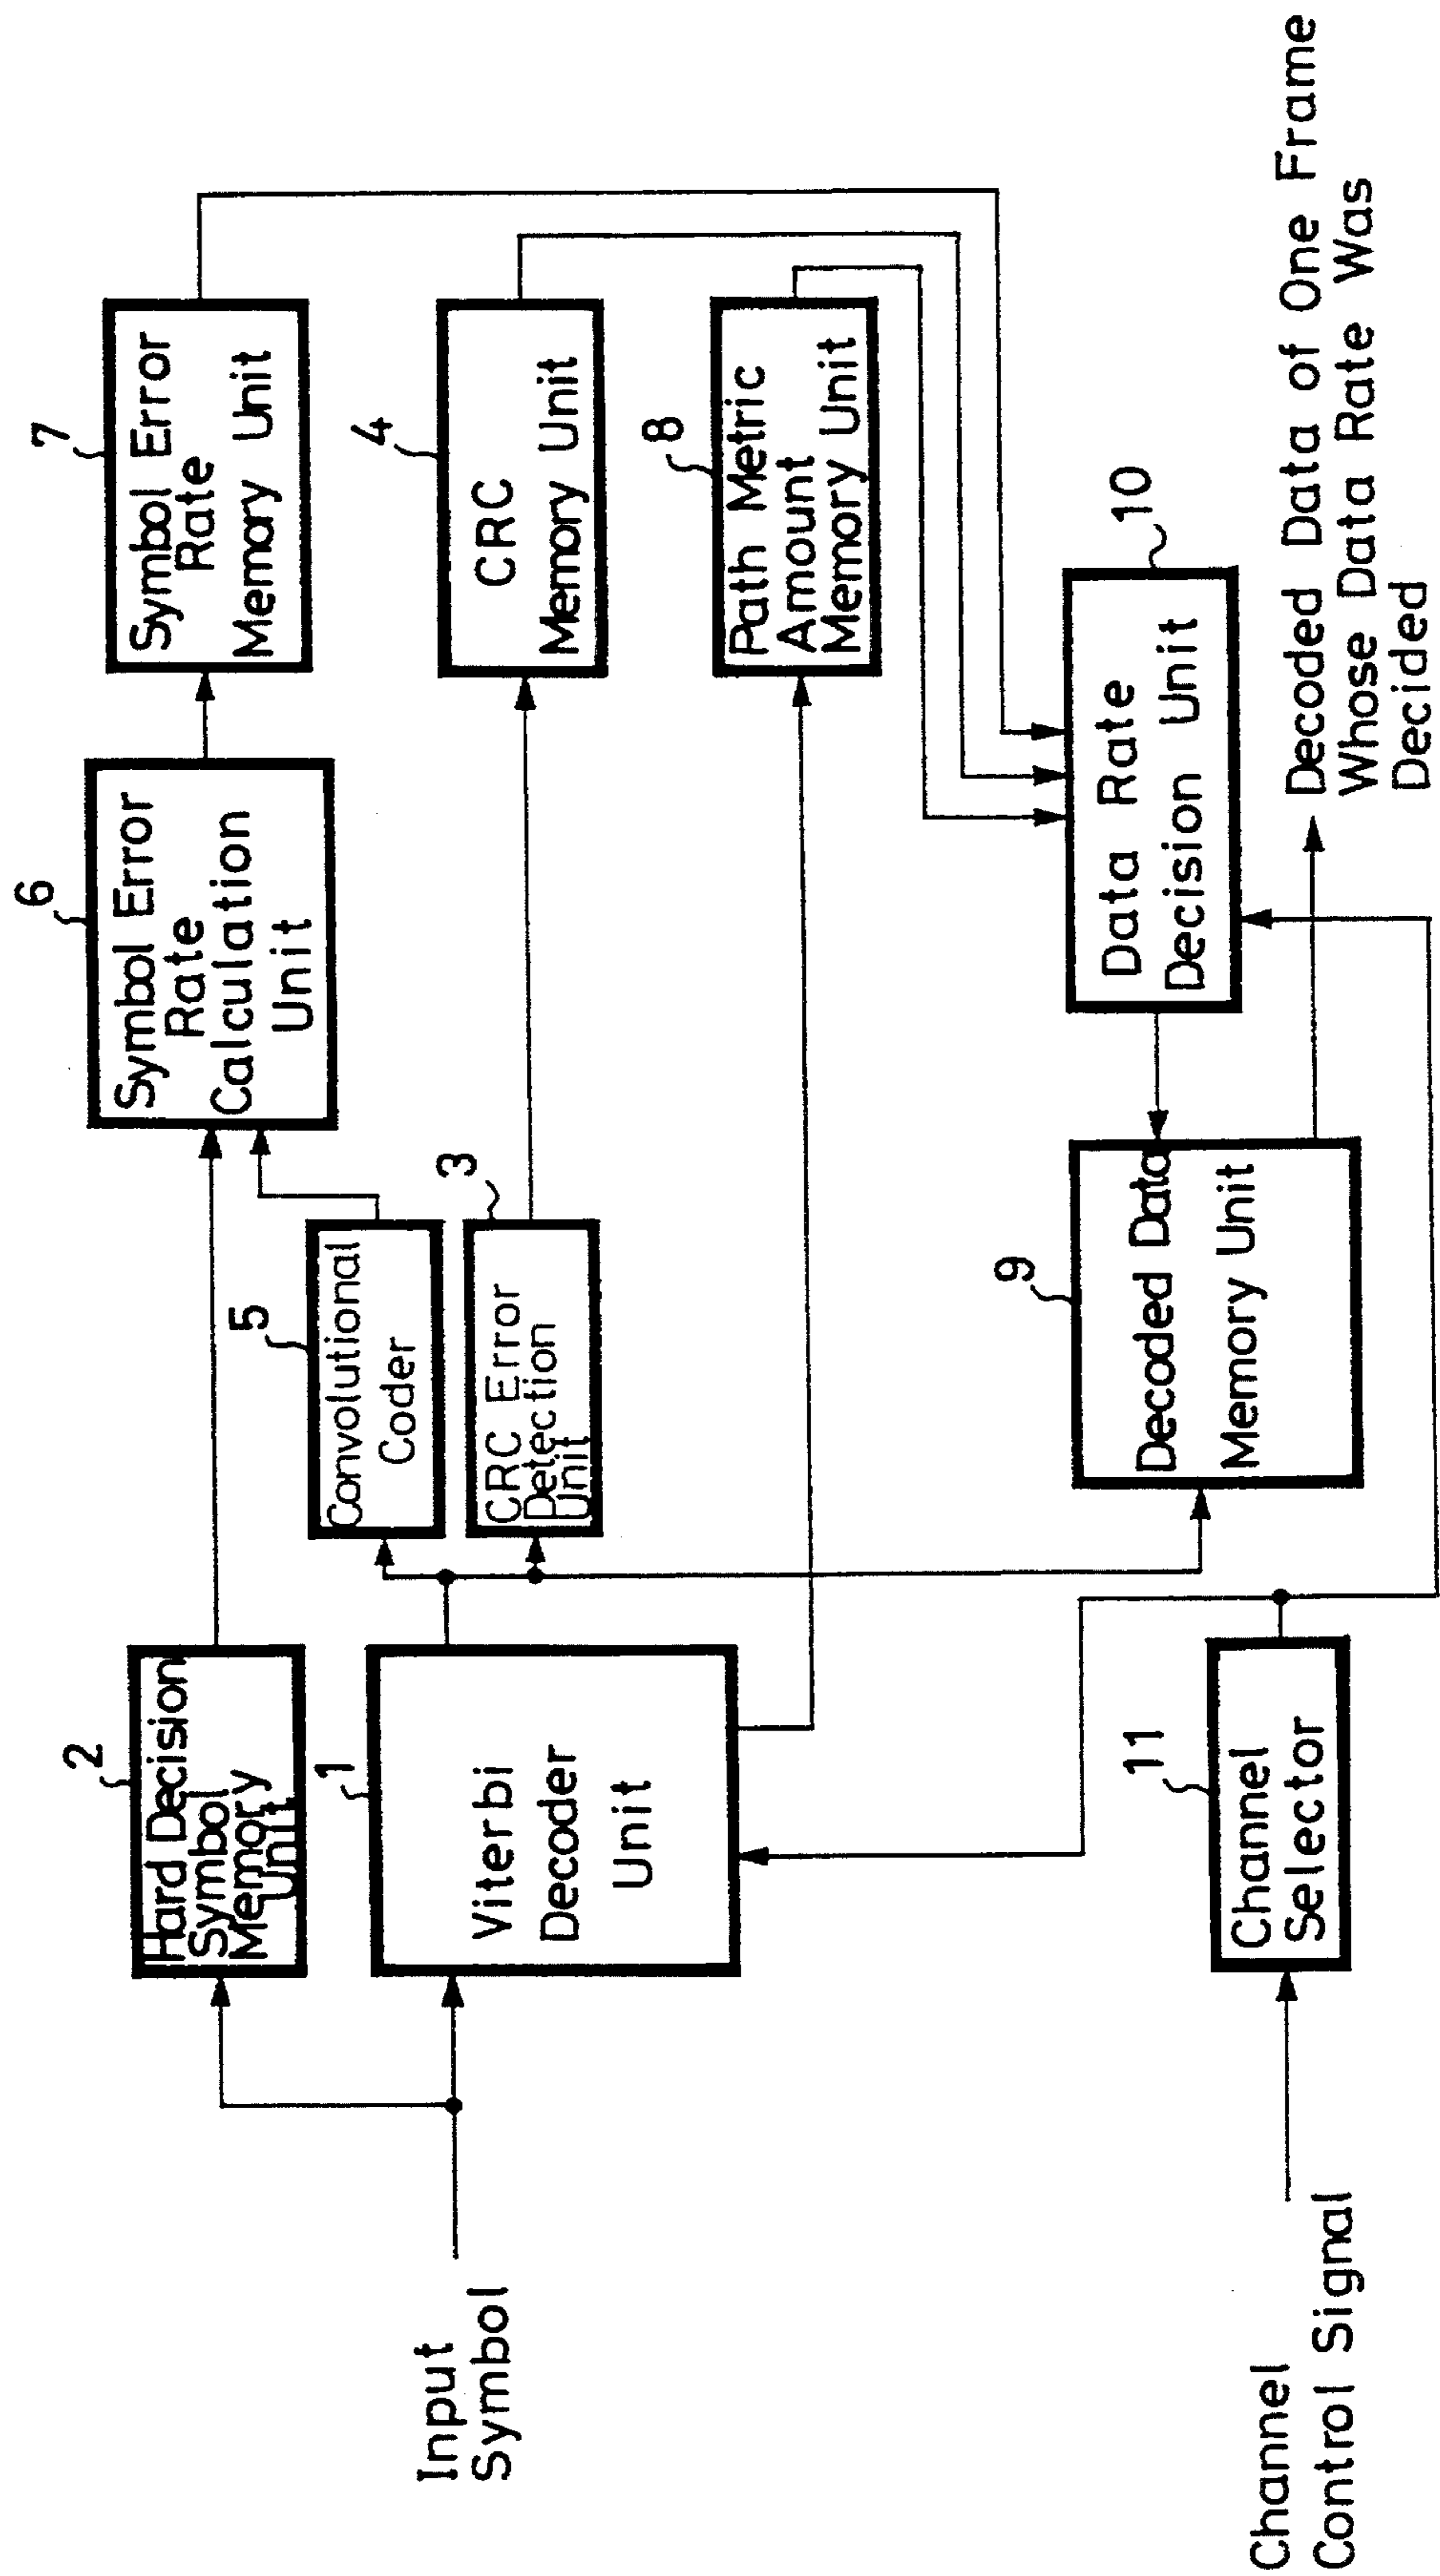 2
Hard Decision
Symbol
Memory
Unit
6
Symbol Error
Rate
Calculation
Unit
7
Symbol Error
Rate
Memory Unit
5
Convolutional
Coder
Input
Symbol
1
Viterbi
Decoder
Unit
3
CRC Error
Detection
Unit
4
CRC
Memory Unit
8
Path Metric
Amount
Memory Unit
9
Decoded Data
Memory Unit
10
Data Rate
Decision Unit
Channel
Control Signal
11
Channel
Selector
Decoded Data of One Frame
Whose Data Rate Was
Decided